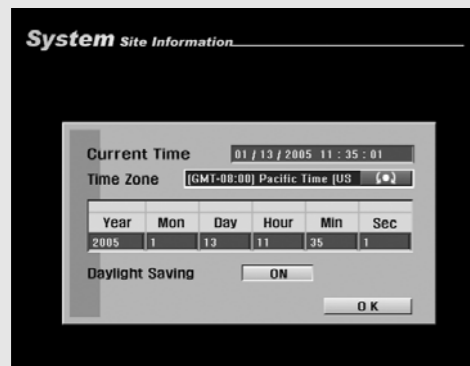 System Site Information
Current Time 01 / 13 / 2005 11 : 35 : 01
Time Zone [GMT-08:00] Pacific Time [US
Year Mon Day Hour Min Sec
2005 1 13 11 35 1
Daylight Saving ON
O K